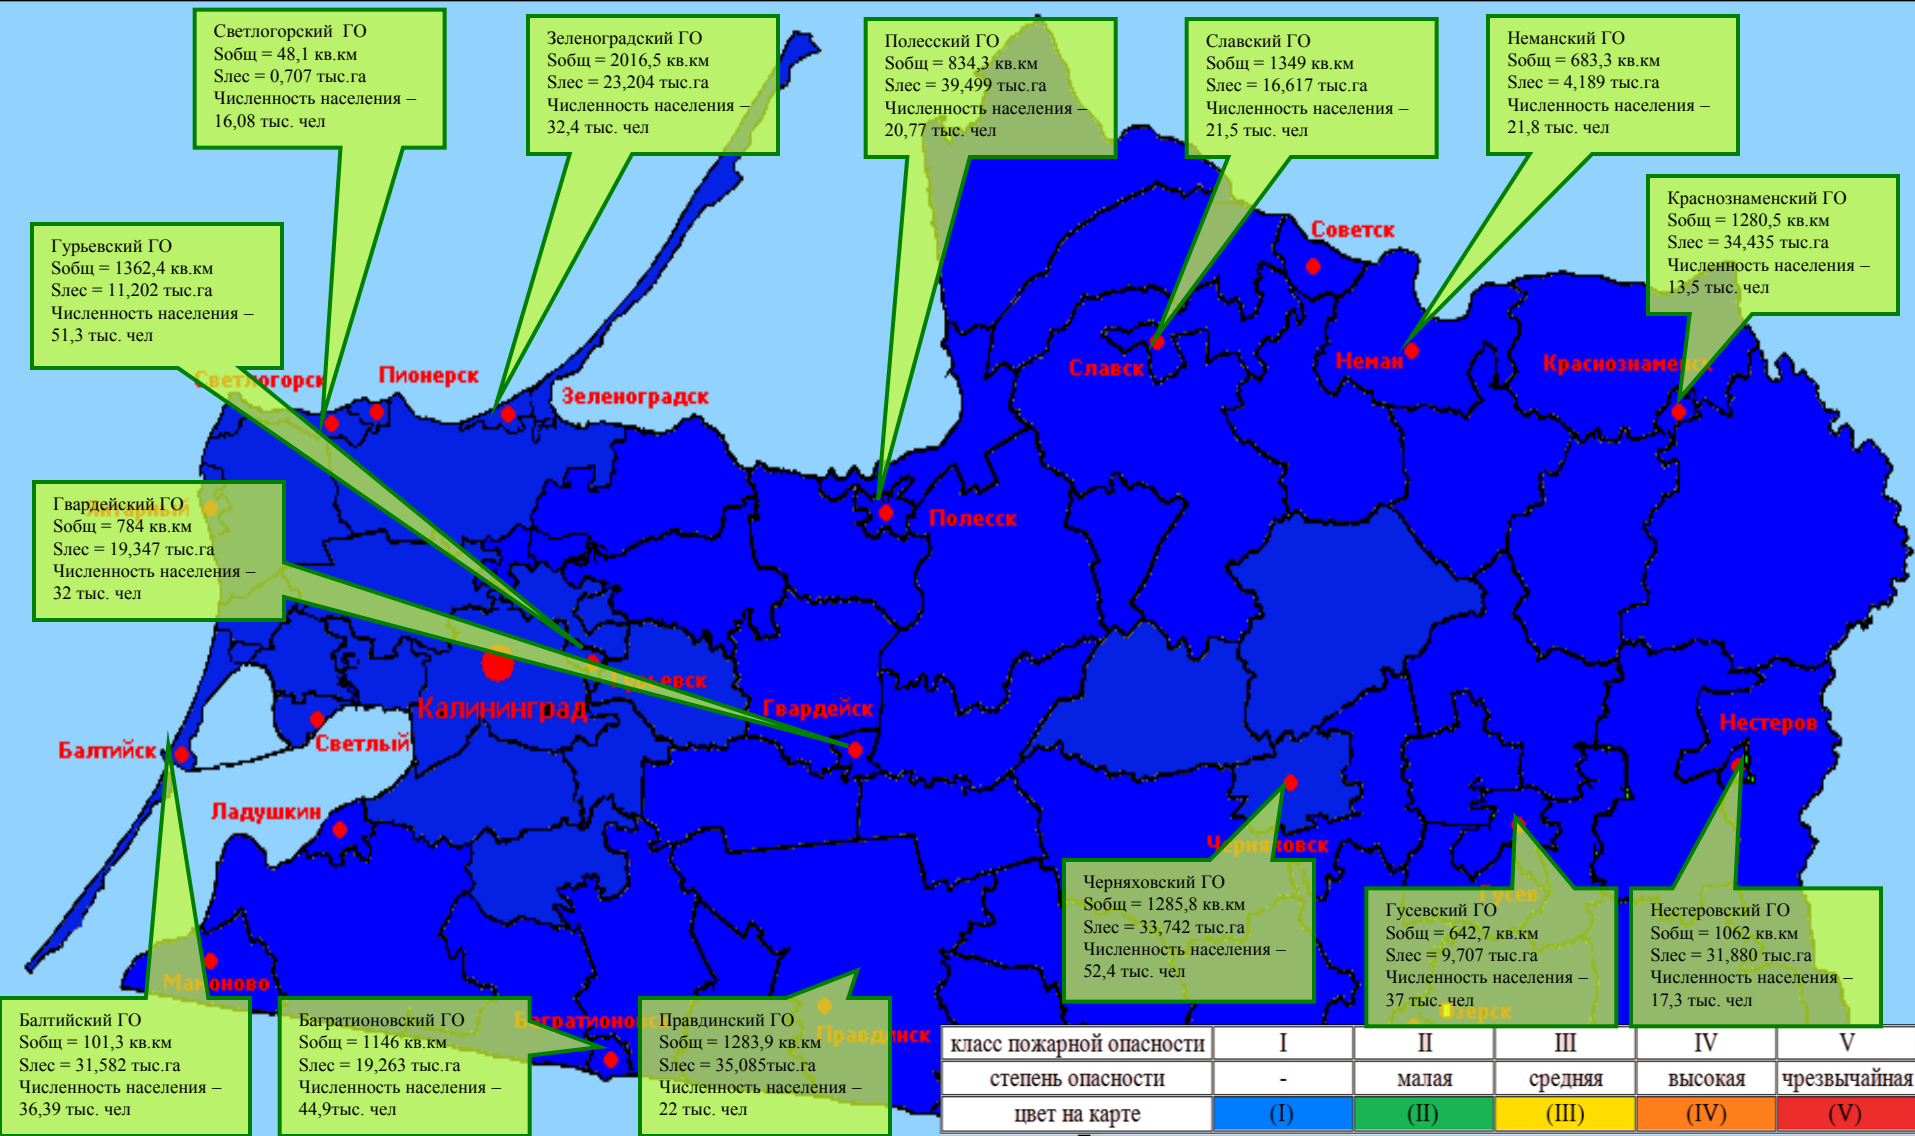 Светлогорский ГО
Sобщ = 48,1 кв.км
Sлес = 0,707 тыс.га
Численность населения –
16,08 тыс. чел
Зеленоградский ГО
Sобщ = 2016,5 кв.км
Sлес = 23,204 тыс.га
Численность населения –
32,4 тыс. чел
Полесский ГО
Sобщ = 834,3 кв.км
Sлес = 39,499 тыс.га
Численность населения –
20,77 тыс. чел
Славский ГО
Sобщ = 1349 кв.км
Sлес = 16,617 тыс.га
Численность населения –
21,5 тыс. чел
Неманский ГО
Sобщ = 683,3 кв.км
Sлес = 4,189 тыс.га
Численность населения –
21,8 тыс. чел
Краснознаменский ГО
Sобщ = 1280,5 кв.км
Sлес = 34,435 тыс.га
Численность населения –
13,5 тыс. чел
Гурьевский ГО
Sобщ = 1362,4 кв.км
Sлес = 11,202 тыс.га
Численность населения –
51,3 тыс. чел
Советск
Светлогорск
Пионерск
Зеленоградск
Славск
Неман
Краснознаменск
Гвардейский ГО
Sобщ = 784 кв.км
Sлес = 19,347 тыс.га
Численность населения –
32 тыс. чел
Янтарный
Полесск
Гурьевск
Калининград
Гвардейск
Нестеров
Балтийск
Светлый
Ладушкин
Черняховск
Гусев
Мамоново
Багратионовск
Правдинск
Озёрск
Черняховский ГО
Sобщ = 1285,8 кв.км
Sлес = 33,742 тыс.га
Численность населения –
52,4 тыс. чел
Гусевский ГО
Sобщ = 642,7 кв.км
Sлес = 9,707 тыс.га
Численность населения –
37 тыс. чел
Нестеровский ГО
Sобщ = 1062 кв.км
Sлес = 31,880 тыс.га
Численность населения –
17,3 тыс. чел
Балтийский ГО
Sобщ = 101,3 кв.км
Sлес = 31,582 тыс.га
Численность населения –
36,39 тыс. чел
Багратионовский ГО
Sобщ = 1146 кв.км
Sлес = 19,263 тыс.га
Численность населения –
44,9тыс. чел
Правдинский ГО
Sобщ = 1283,9 кв.км
Sлес = 35,085тыс.га
Численность населения –
22 тыс. чел
класс пожарной опасности I II III IV V
степень опасности - малая средняя высокая чрезвычайная
цвет на карте (I) (II) (III) (IV) (V)